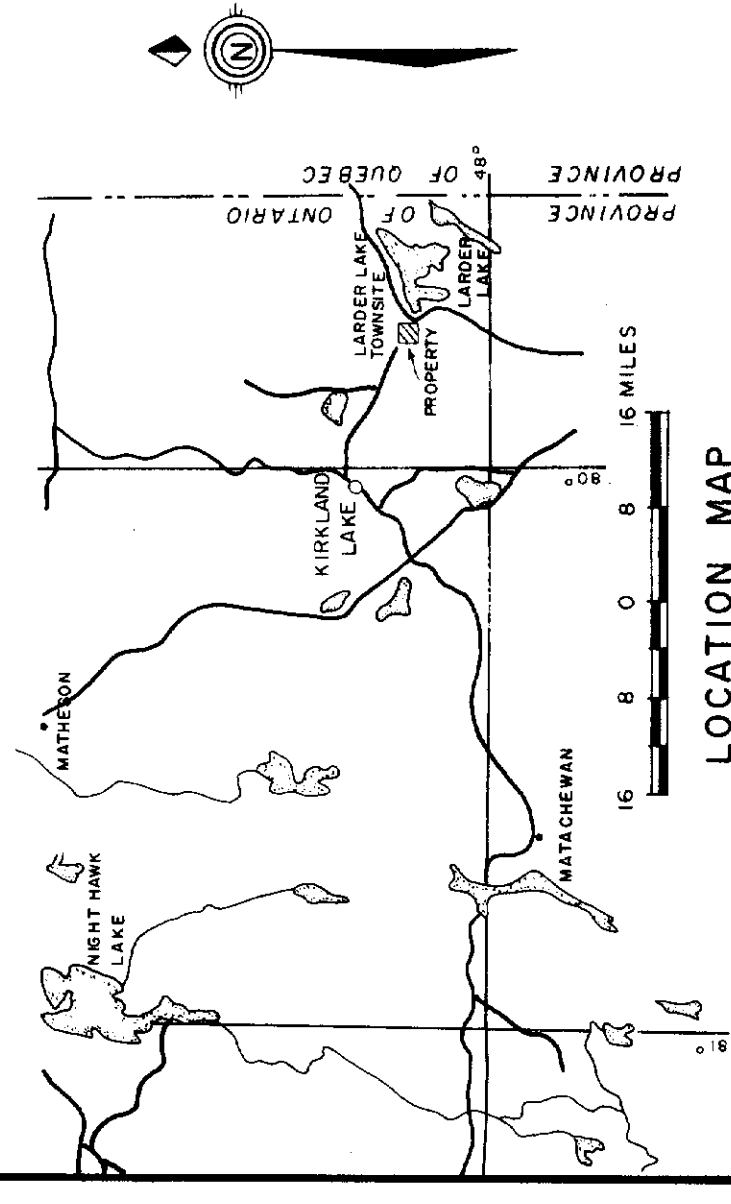 N
PROVINCE OF QUEBEC
PROVINCE OF ONTARIO
48°
LARDER LAKE
TOWNSITE
LARDER
LAKE
PROPERTY
KIRKLAND
LAKE
80°
MATHESON
NIGHT HAWK
LAKE
MATACHEWAN
81°
16 8 0 8 16 MILES
LOCATION MAP